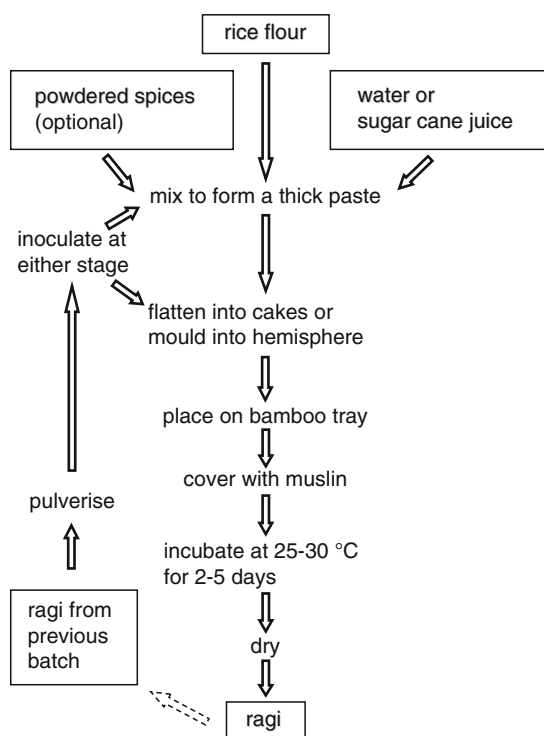 rice flour
powdered spices
(optional)
water or
sugar cane juice
mix to form a thick paste
inoculate at
either stage
flatten into cakes or
mould into hemisphere
place on bamboo tray
cover with muslin
pulverise
incubate at 25-30 °C
for 2-5 days
ragi from
previous
batch
dry
ragi